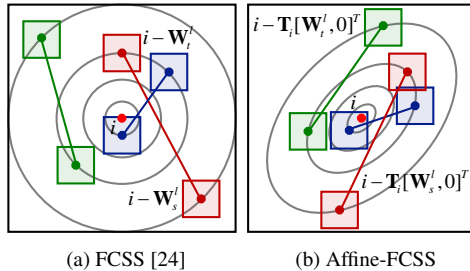 i − W_t^l
i
i − W_s^l
i − T_i[W_t^l, 0]^T
i
i − T_i[W_s^l, 0]^T
(a) FCSS [24]
(b) Affine-FCSS